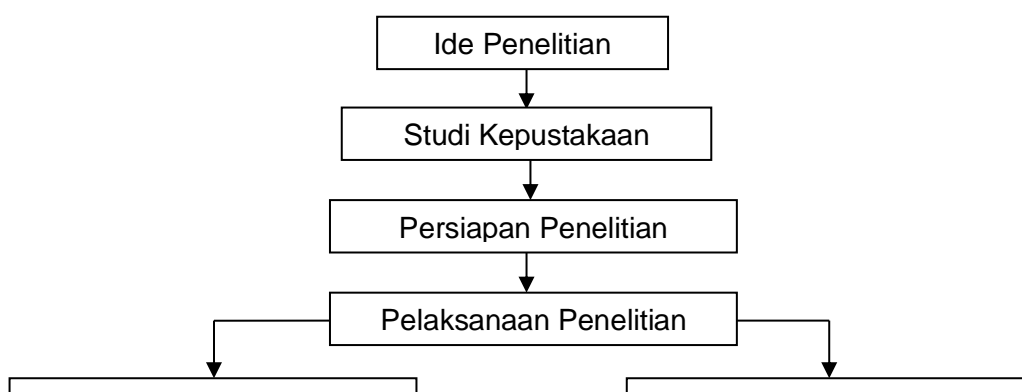 Ide Penelitian
Studi Kepustakaan
Persiapan Penelitian
Pelaksanaan Penelitian